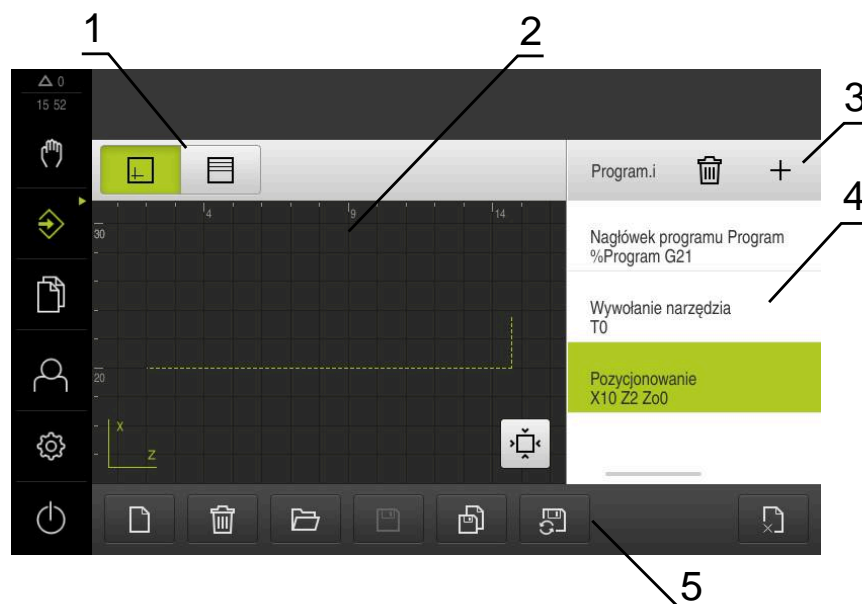 1
2
3
4
5
0
15 52
Program.i
4
9
14
30
20
X
Z
Nagłówek programu Program
%Program G21
Wywołanie narzędzia
T0
Pozycjonowanie
X10 Z2 Zo0